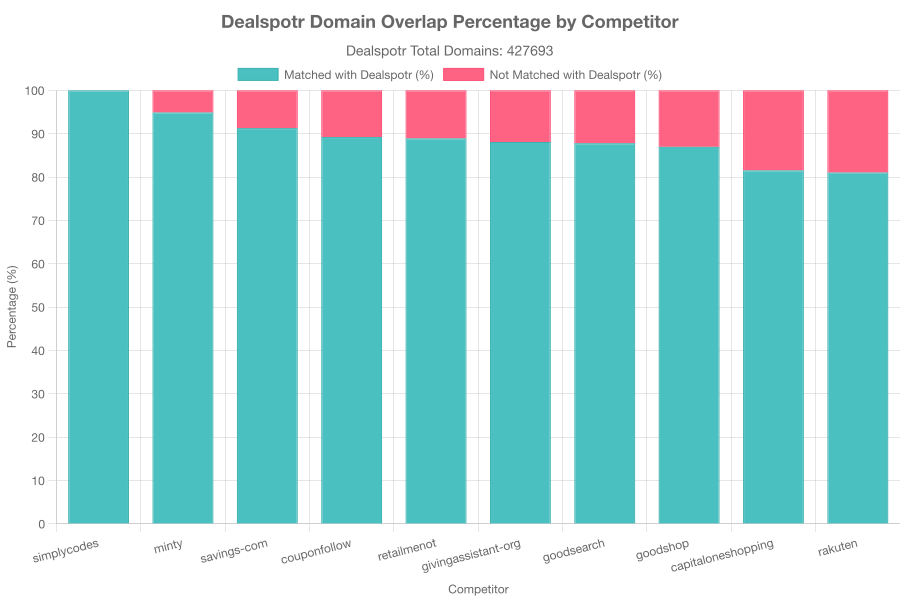 Dealspotr Domain Overlap Percentage by Competitor
Dealspotr Total Domains: 427693
Matched with Dealspotr (%) Not Matched with Dealspotr (%)
Percentage (%)
100
90
80
70
60
50
40
30
20
10
0
simplycodes
minty
savings-com
couponfollow
retailmenot
givingassistant-org
goodsearch
goodshop
capitaloneshopping
rakuten
Competitor